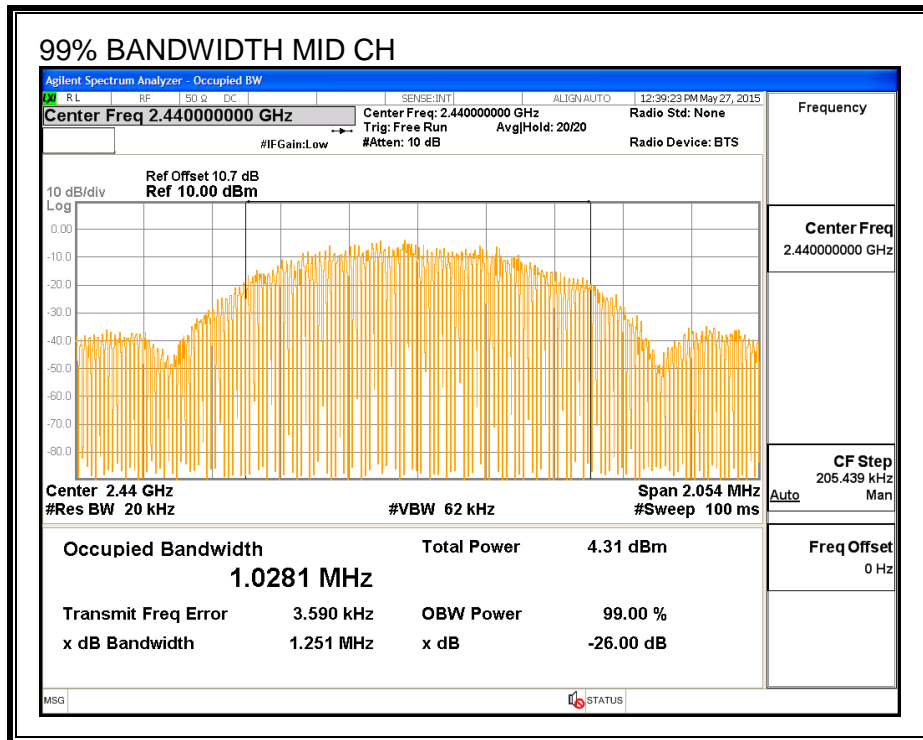 99% BANDWIDTH MID CH
Agilent Spectrum Analyzer - Occupied BW
LXI RL RF 50 Ω DC SENSE:INT ALIGN AUTO 12:39:23 PM May 27, 2015
Center Freq 2.440000000 GHz
Center Freq: 2.440000000 GHz
Radio Std: None
Trig: Free Run Avg|Hold: 20/20
#IFGain:Low #Atten: 10 dB Radio Device: BTS
Ref Offset 10.7 dB
10 dB/div Ref 10.00 dBm
Log
0.00
-10.0
-20.0
-30.0
-40.0
-50.0
-60.0
-70.0
-80.0
Center 2.44 GHz Span 2.054 MHz
#Res BW 20 kHz #VBW 62 kHz #Sweep 100 ms
Occupied Bandwidth Total Power 4.31 dBm
1.0281 MHz
Transmit Freq Error 3.590 kHz OBW Power 99.00 %
x dB Bandwidth 1.251 MHz x dB -26.00 dB
MSG STATUS
Frequency
Center Freq
2.440000000 GHz
CF Step
205.439 kHz
Auto Man
Freq Offset
0 Hz